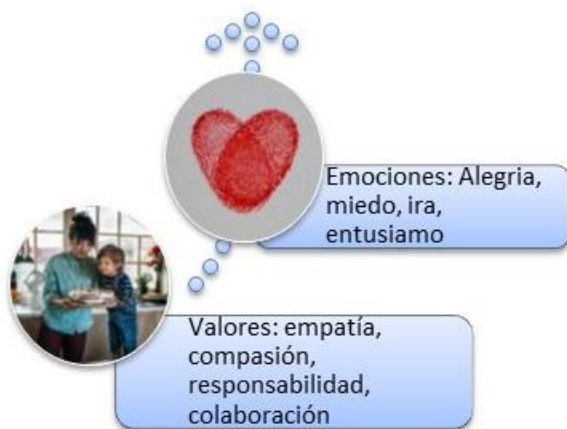 Emociones: Alegria,
miedo, ira,
entusiamo
Valores: empatía,
compasión,
responsabilidad,
colaboración